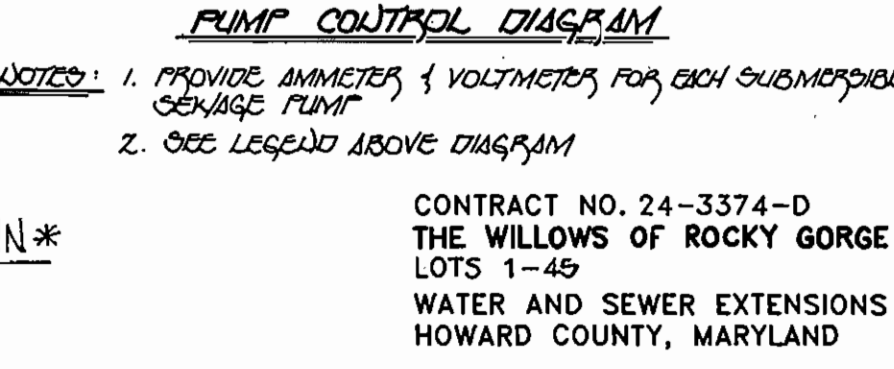 PUMP CONTROL DIAGRAM
NOTES: 1. PROVIDE AMMETER & VOLTMETER FOR EACH SUBMERSIBL
SEWAGE PUMP
2. SEE LEGEND ABOVE DIAGRAM
N*
CONTRACT NO. 24-3374-D
THE WILLOWS OF ROCKY GORGE
LOTS 1-45
WATER AND SEWER EXTENSIONS
HOWARD COUNTY, MARYLAND